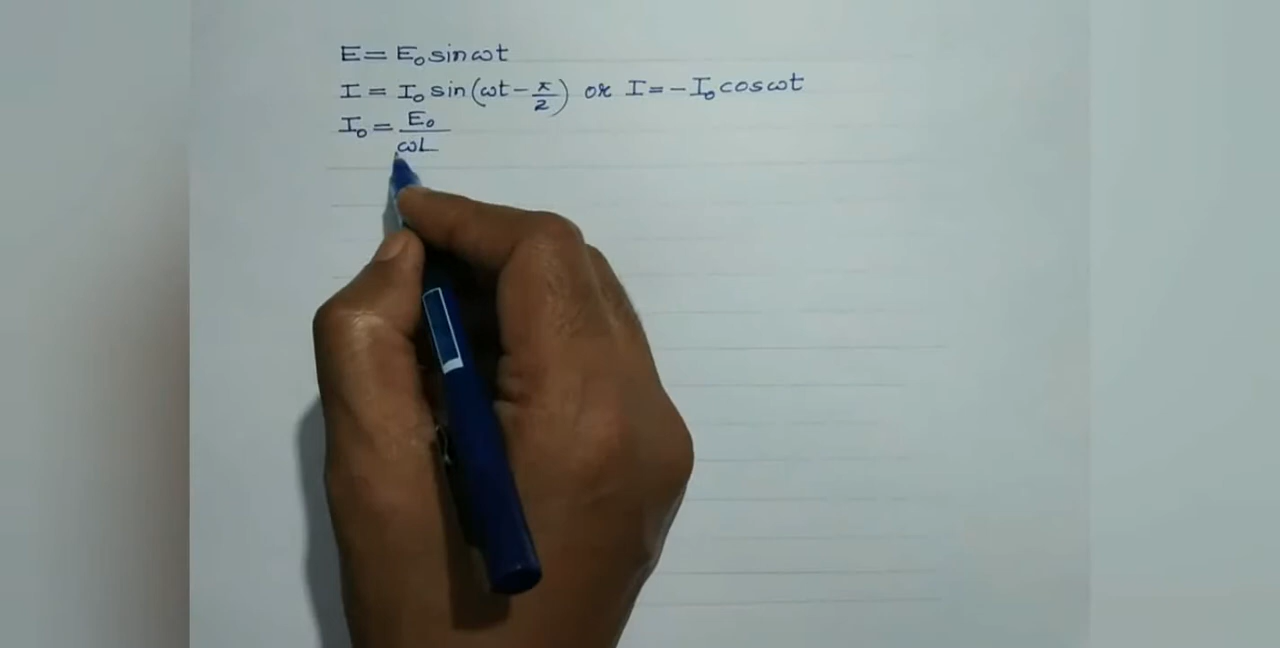 E = E₀ sin ωt
I = I₀ sin (ωt - π/2) or I = -I₀ cos ωt
I₀ = E₀/ωL